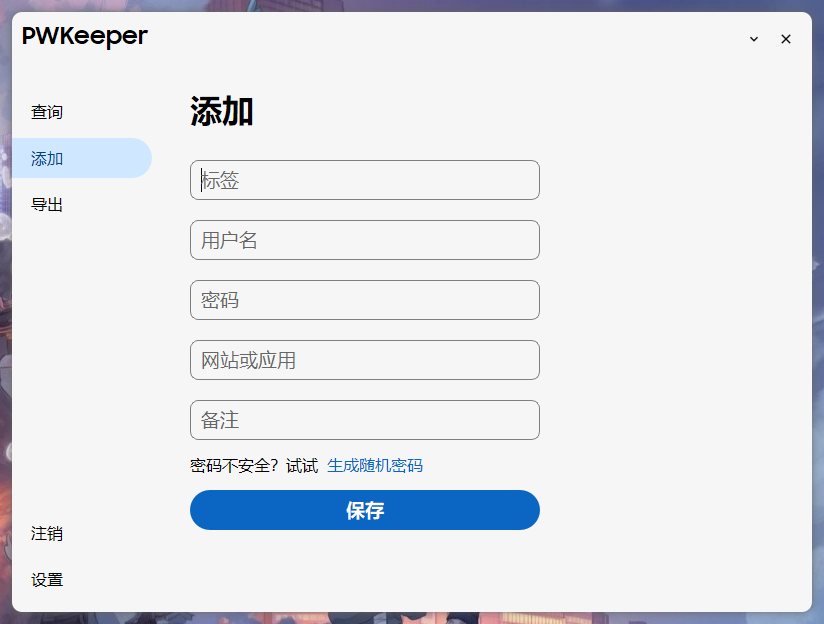 PWKeeper
查询
添加
导出
添加
标签
用户名
密码
网站或应用
备注
密码不安全？试试 生成随机密码
保存
注销
设置